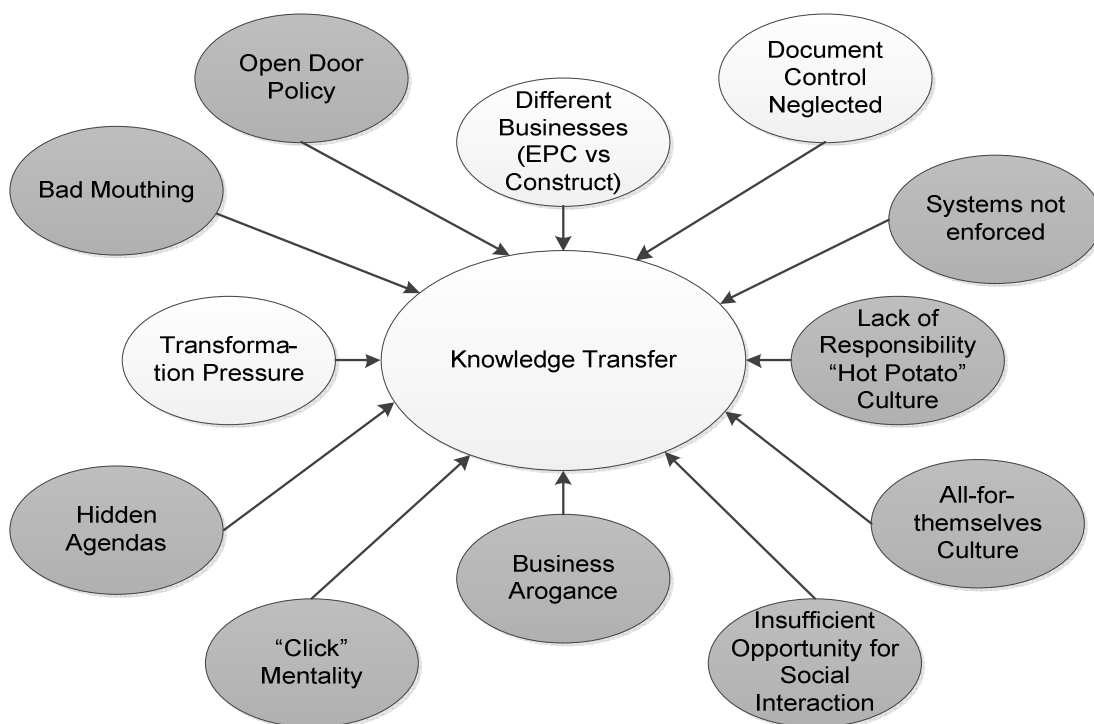 Open Door
Policy
Different
Businesses
(EPC vs
Construct)
Document
Control
Neglected
Bad Mouthing
Systems not
enforced
Transforma-
tion Pressure
Knowledge Transfer
Lack of
Responsibility
“Hot Potato”
Culture
Hidden
Agendas
All-for-
themselves
Culture
“Click”
Mentality
Business
Arogance
Insufficient
Opportunity for
Social
Interaction